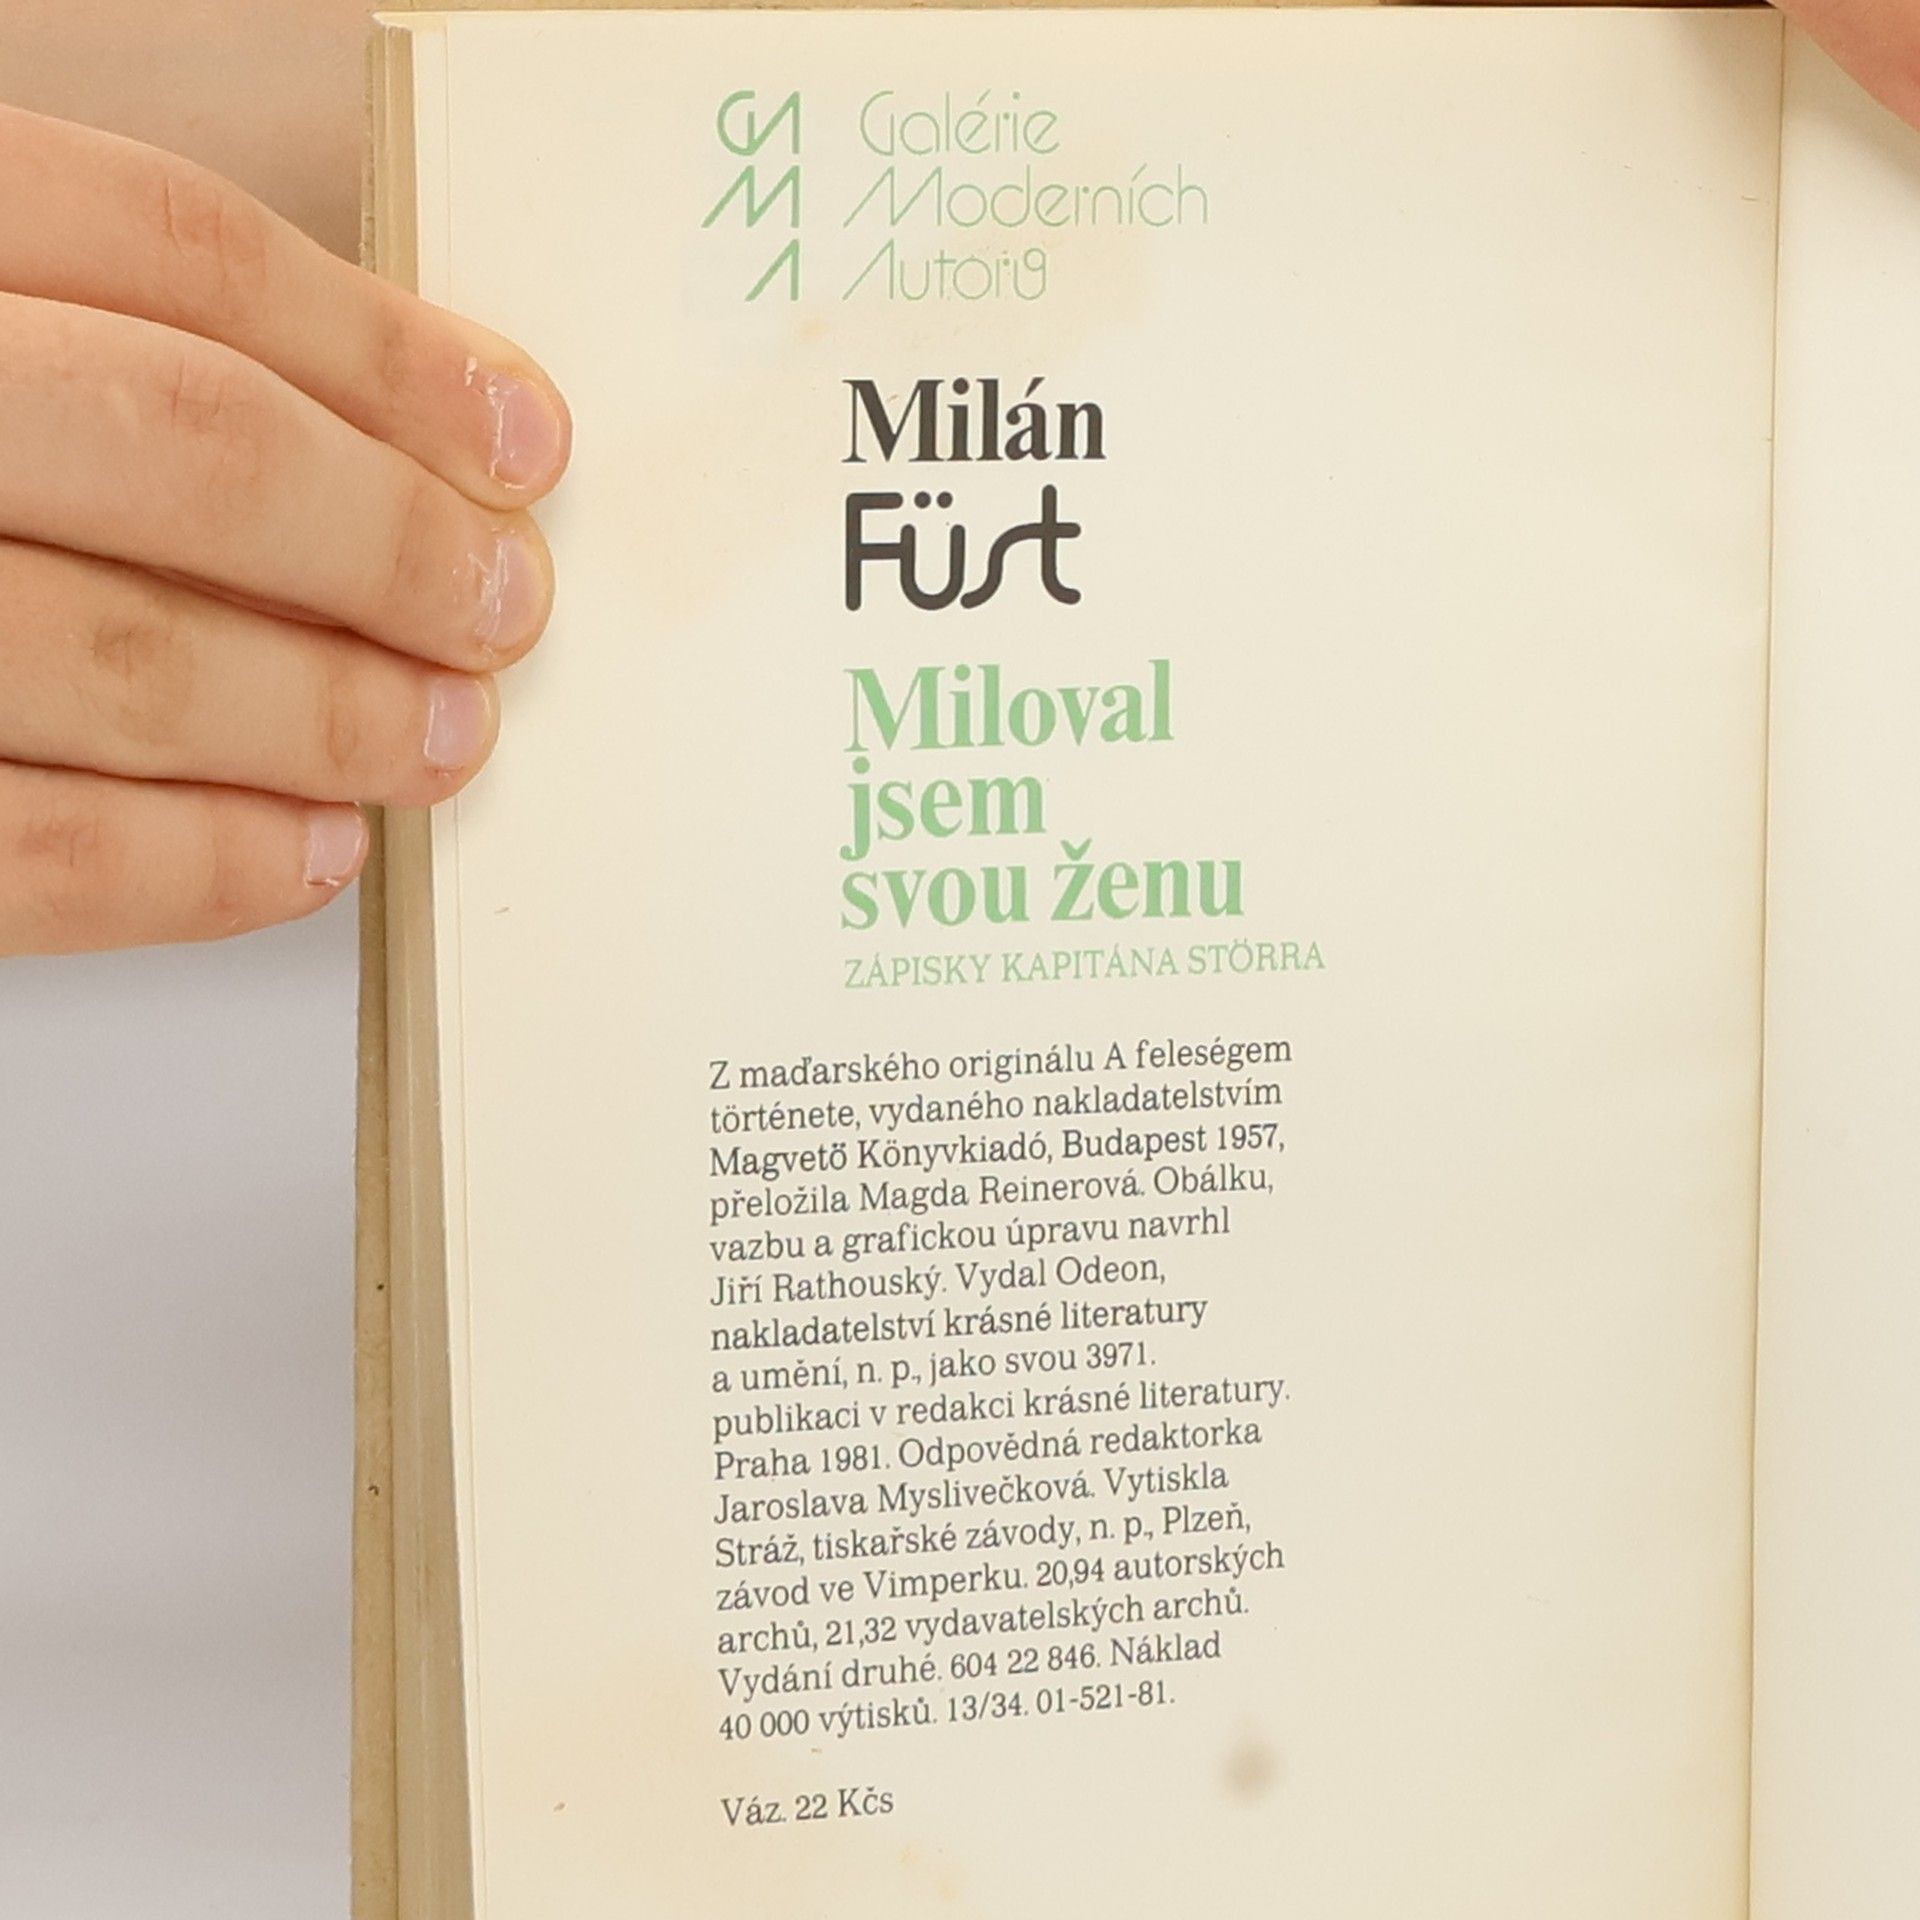 GA Galérie
M Moderních
A Autorů
Milán
Füst
Miloval
jsem
svou ženu
ZÁPISKY KAPITÁNA STÖRRA
Z maďarského originálu A feleségem
története, vydaného nakladatelstvím
Magvető Könyvkiadó, Budapest 1957,
přeložila Magda Reinerová. Obálku,
vazbu a grafickou úpravu navrhl
Jiří Rathouský. Vydal Odeon,
nakladatelství krásné literatury
a umění, n. p., jako svou 3971.
publikaci v redakci krásné literatury.
Praha 1981. Odpovědná redaktorka
Jaroslava Myslivečková. Vytiskla
Stráž, tiskařské závody, n. p., Plzeň,
závod ve Vimperku. 20,94 autorských
archů, 21,32 vydavatelských archů.
Vydání druhé. 604 22 846. Náklad
40 000 výtisků. 13/34. 01-521-81.
Váz. 22 Kčs